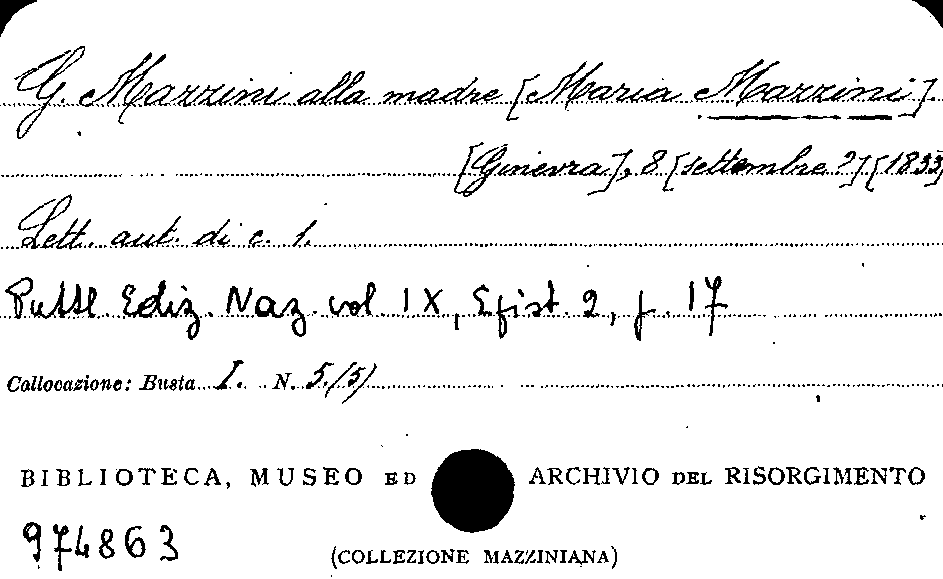 G. Mazzini alla madre [Maria Mazzini].
[Ginevra], 8 [settembre ?] [1833
Lett. aut. di c. 1.
Pubbl. Ediz. Naz. vol. IX, Epist. 2, p. 17
Collocazione: Busta I. N. 5./5)
BIBLIOTECA, MUSEO ED ARCHIVIO DEL RISORGIMENTO
974863
(COLLEZIONE MAZZINIANA)